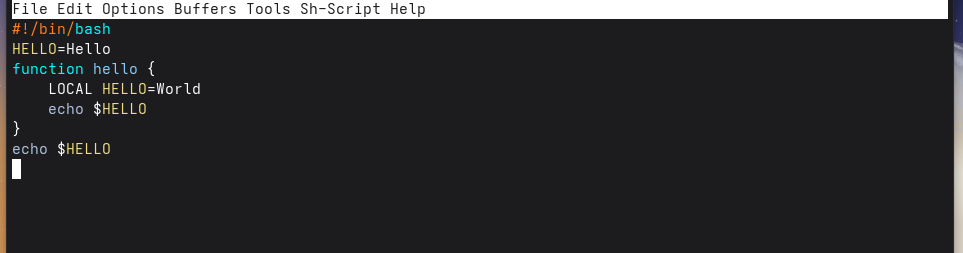 File Edit Options Buffers Tools Sh-Script Help
#!/bin/bash
HELLO=Hello
function hello {
    LOCAL HELLO=World
    echo $HELLO
}
echo $HELLO